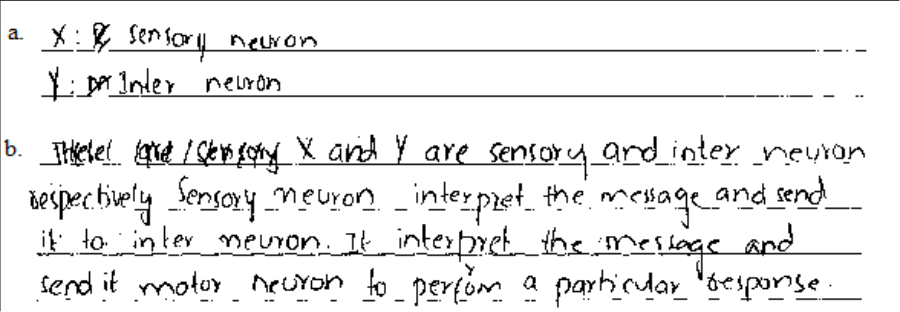 a. X: sensory neuron
Y: Inter neuron
b. X and Y are sensory and inter neuron
respectively Sensory neuron interpret the message and send
it to inter neuron. It interpret the message and
send it motor neuron to perform a particular response.